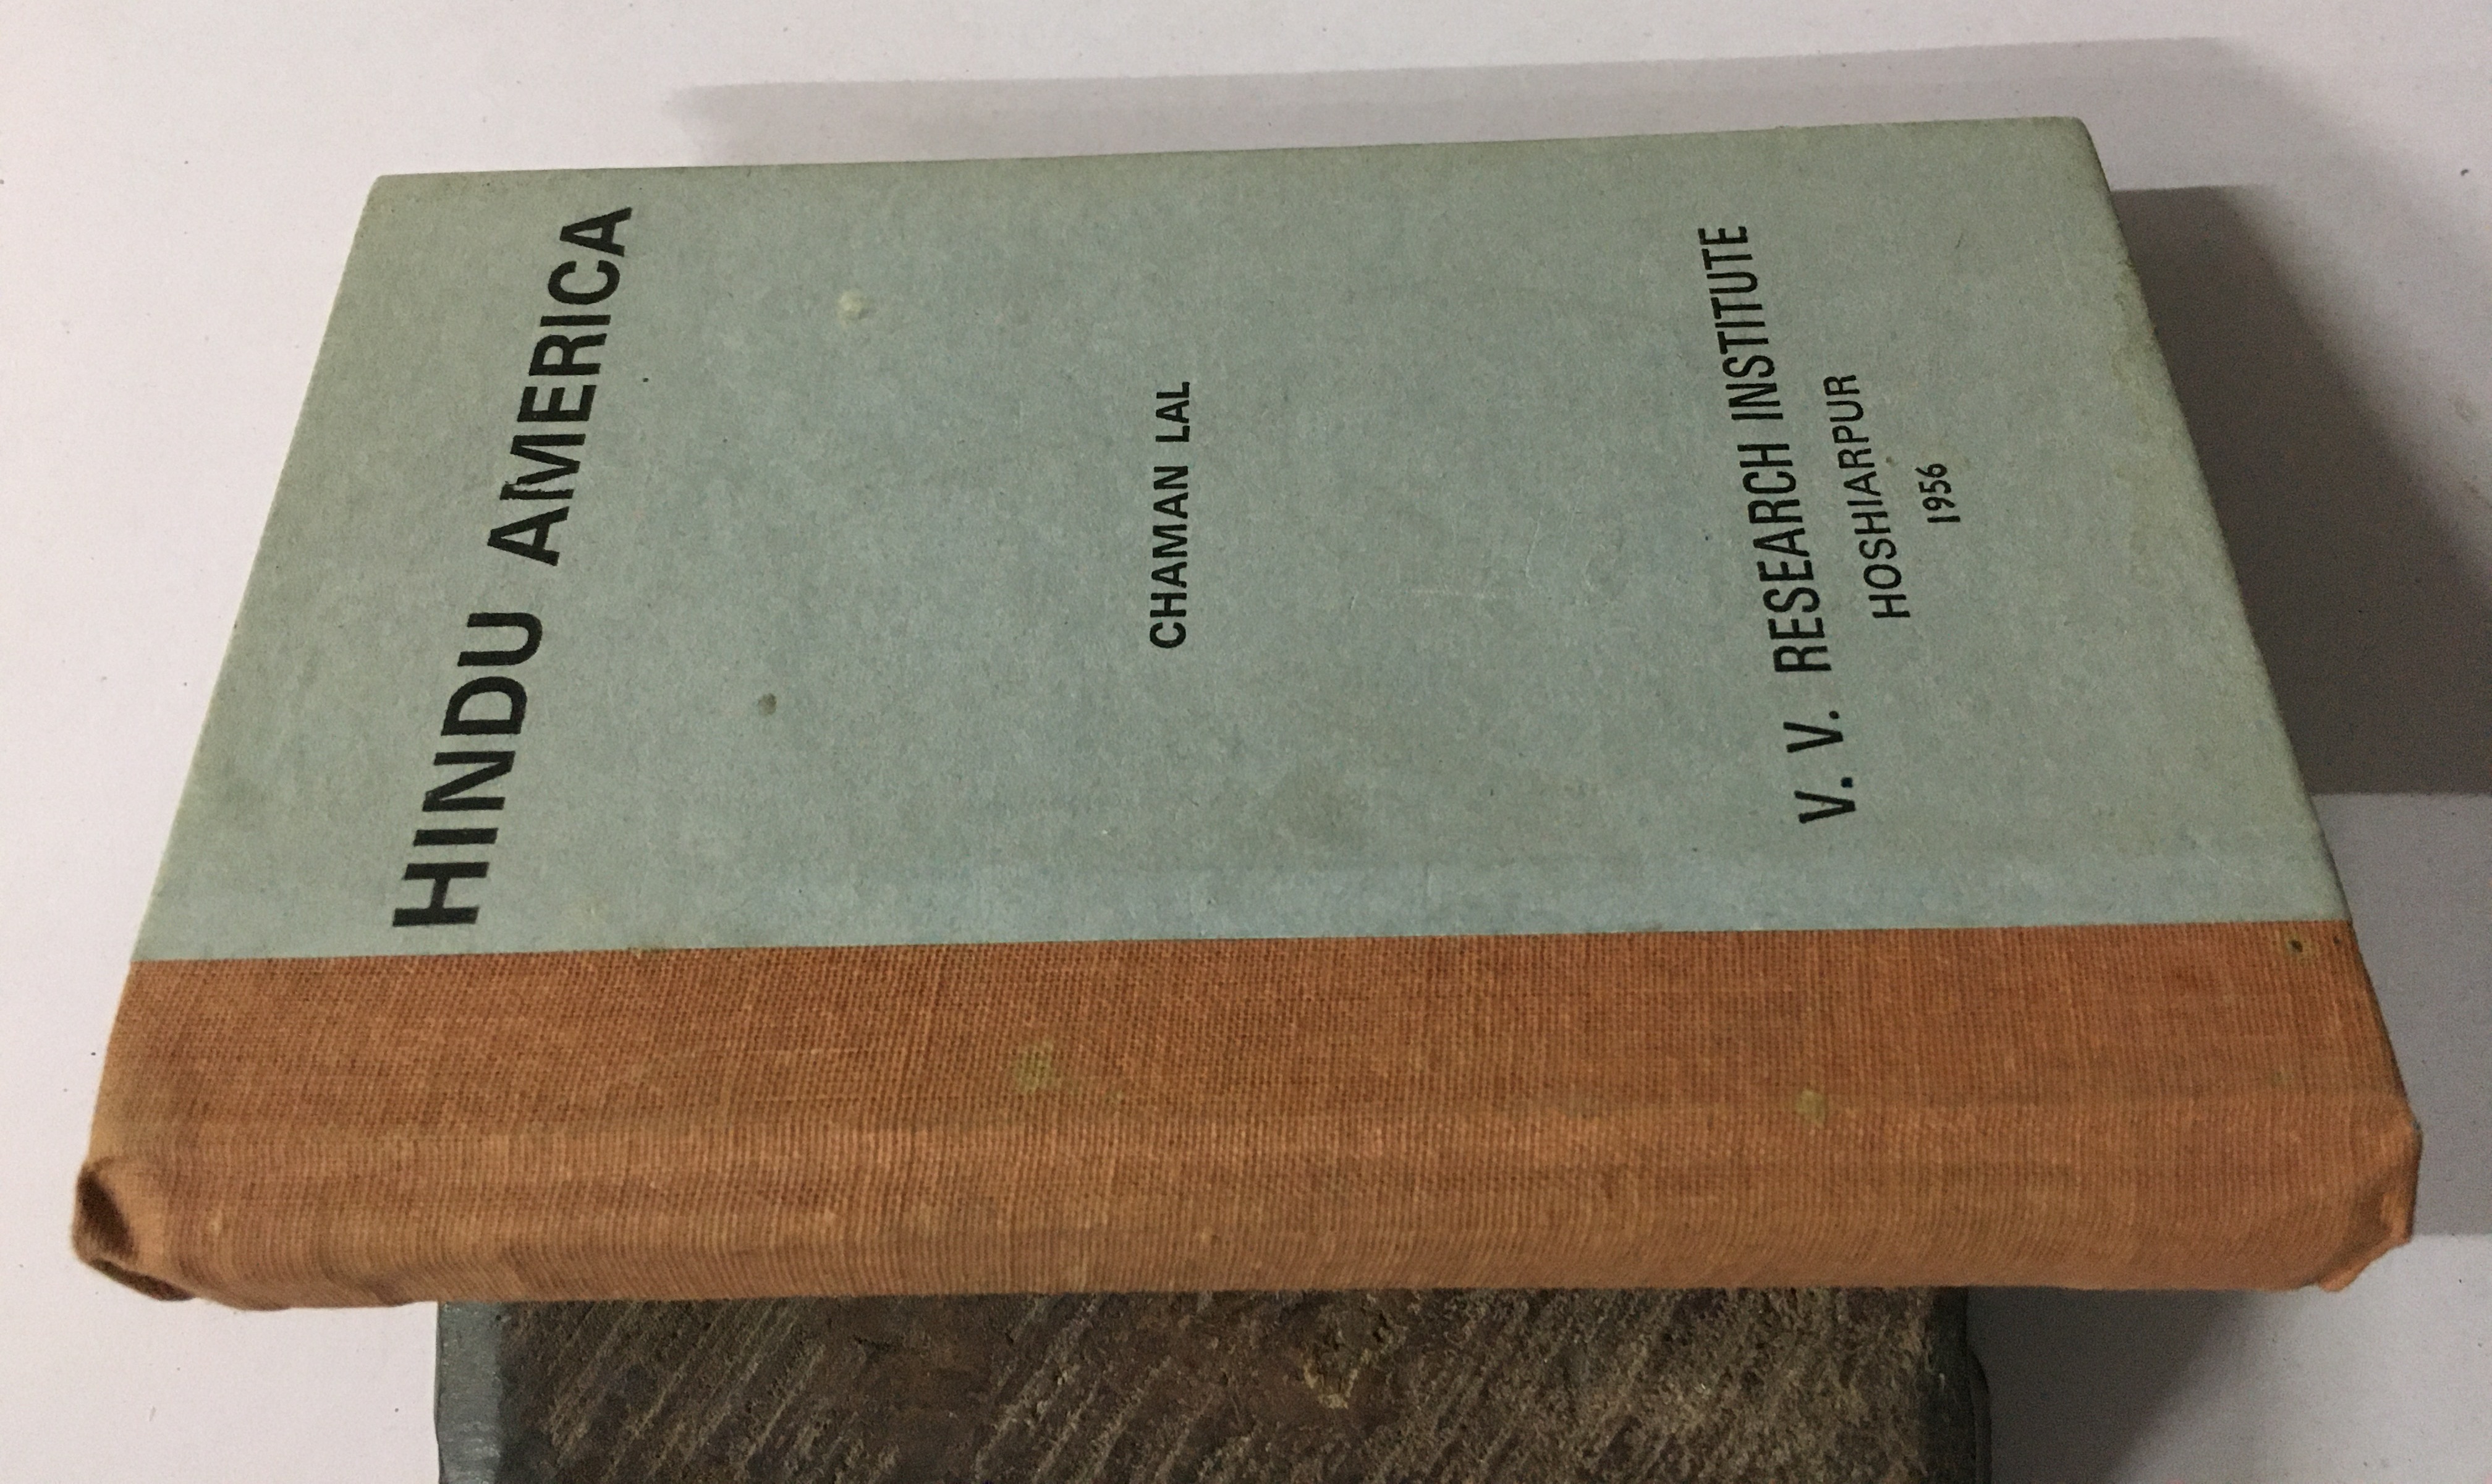 HINDU AMERICA
CHAMAN LAL
V. V. RESEARCH INSTITUTE
HOSHIARPUR
1956